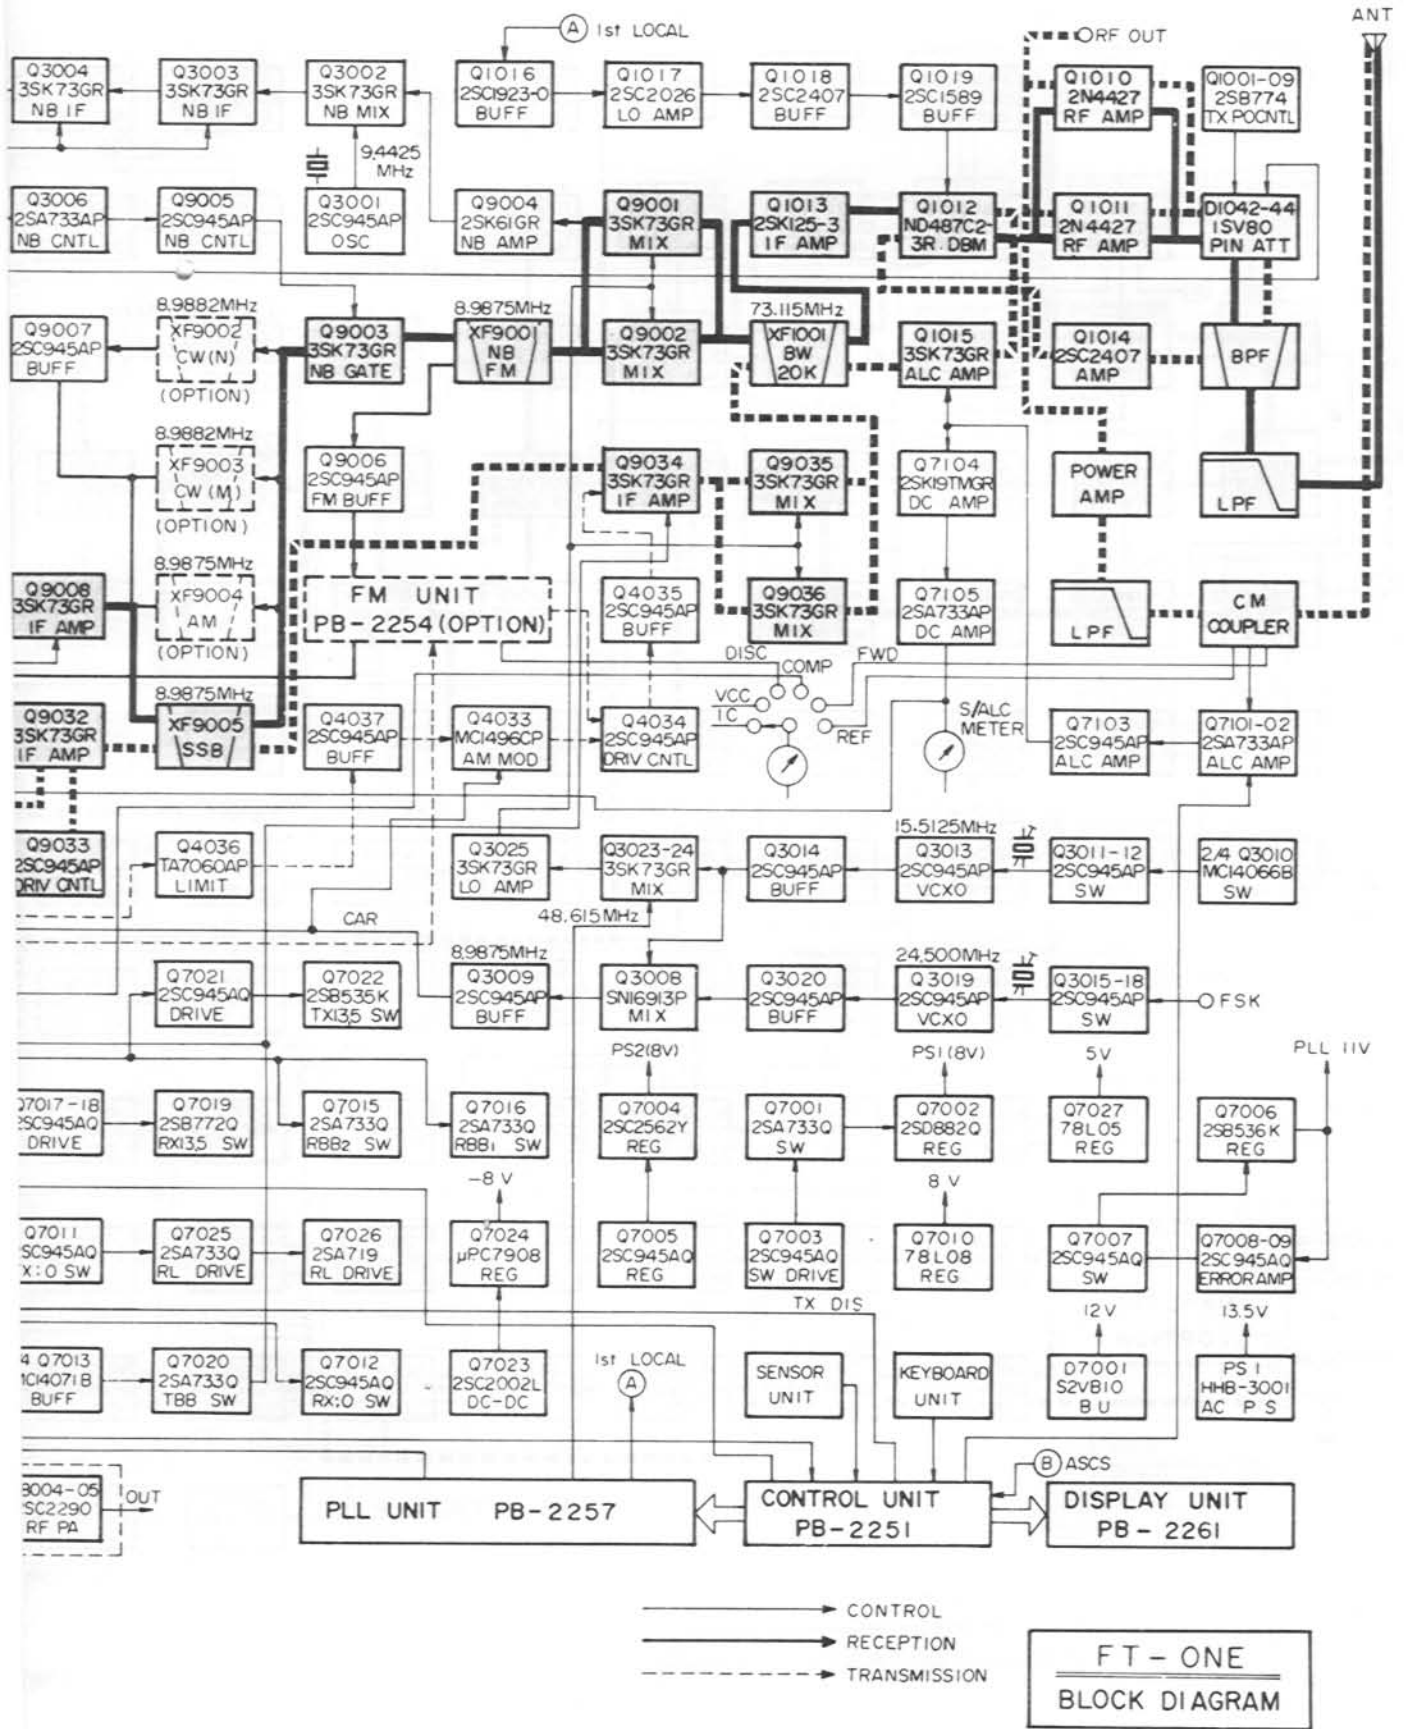 ANT
A 1st LOCAL
RF OUT
Q3004
3SK73GR
NB IF
Q3003
3SK73GR
NB IF
Q3002
3SK73GR
NB MIX
Q1016
2SC1923-O
BUFF
Q1017
2SC2026
LO AMP
Q1018
2SC2407
BUFF
Q1019
2SC1589
BUFF
Q1010
2N4427
RF AMP
Q1001-09
2SB774
TX POCNTL
9.4425
MHz
Q3006
2SA733AP
NB CNTL
Q9005
2SC945AP
NB CNTL
Q3001
2SC945AP
OSC
Q9004
2SK61GR
NB AMP
Q9001
3SK73GR
MIX
Q1013
2SK125-3
IF AMP
Q1012
ND487C2-
3R DBM
Q1011
2N4427
RF AMP
D1042-44
1SV80
PIN ATT
8.9882MHz
8.9875MHz
73.115MHz
Q9007
2SC945AP
BUFF
XF9002
CW(N)
(OPTION)
Q9003
3SK73GR
NB GATE
XF9001
NB
FM
Q9002
3SK73GR
MIX
XF1001
BW
20K
Q1015
3SK73GR
ALC AMP
Q1014
2SC2407
AMP
BPF
8.9882MHz
XF9003
CW(M)
(OPTION)
Q9006
2SC945AP
FM BUFF
Q9034
3SK73GR
IF AMP
Q9035
3SK73GR
MIX
Q7104
2SK19TMGR
DC AMP
POWER
AMP
LPF
8.9875MHz
Q9008
3SK73GR
IF AMP
XF9004
AM
(OPTION)
FM UNIT
PB-2254(OPTION)
Q4035
2SC945AP
BUFF
Q9036
3SK73GR
MIX
Q7105
2SA733AP
DC AMP
LPF
CM
COUPLER
DISC
COMP
FWD
VCC
IC
REF
S/ALC
METER
8.9875MHz
Q9032
3SK73GR
IF AMP
XF9005
SSB
Q4037
2SC945AP
BUFF
Q4033
MC1496CP
AM MOD
Q4034
2SC945AP
DRIV CNTL
Q7103
2SC945AP
ALC AMP
Q7101-02
2SA733AP
ALC AMP
15.5125MHz
Q9033
2SC945AP
DRIV CNTL
Q4036
TA7060AP
LIMIT
Q3025
3SK73GR
LO AMP
Q3023-24
3SK73GR
MIX
Q3014
2SC945AP
BUFF
Q3013
2SC945AP
VCXO
Q3011-12
2SC945AP
SW
2/4 Q3010
MC14066B
SW
CAR
48.615MHz
8.9875MHz
24.500MHz
Q7021
2SC945AQ
DRIVE
Q7022
2SB535K
TX13.5 SW
Q3009
2SC945AP
BUFF
Q3008
SN16913P
MIX
Q3020
2SC945AP
BUFF
Q3019
2SC945AP
VCXO
Q3015-18
2SC945AP
SW
FSK
PS2(8V)
PS1(8V)
5V
PLL 11V
Q7017-18
2SC945AQ
DRIVE
Q7019
2SB772Q
RX13.5 SW
Q7015
2SA733Q
RBB2 SW
Q7016
2SA733Q
RBB1 SW
Q7004
2SC2562Y
REG
Q7001
2SA733Q
SW
Q7002
2SD882Q
REG
Q7027
78L05
REG
Q7006
2SB536K
REG
-8 V
8 V
Q7011
2SC945AQ
X:O SW
Q7025
2SA733Q
RL DRIVE
Q7026
2SA719
RL DRIVE
Q7024
μPC7908
REG
Q7005
2SC945AQ
REG
Q7003
2SC945AQ
SW DRIVE
Q7010
78L08
REG
Q7007
2SC945AQ
SW
Q7008-09
2SC945AQ
ERRORAMP
TX DIS
12V
13.5V
4 Q7013
MC14071B
BUFF
Q7020
2SA733Q
TBB SW
Q7012
2SC945AQ
RX:O SW
Q7023
2SC2002L
DC-DC
1st LOCAL
A
SENSOR
UNIT
KEYBOARD
UNIT
D7001
S2VB10
B U
PS 1
HHB-3001
AC P S
B ASCS
8004-05
SC2290
RF PA
OUT
PLL UNIT PB-2257
CONTROL UNIT
PB-2251
DISPLAY UNIT
PB-2261
CONTROL
RECEPTION
TRANSMISSION
FT-ONE
BLOCK DIAGRAM